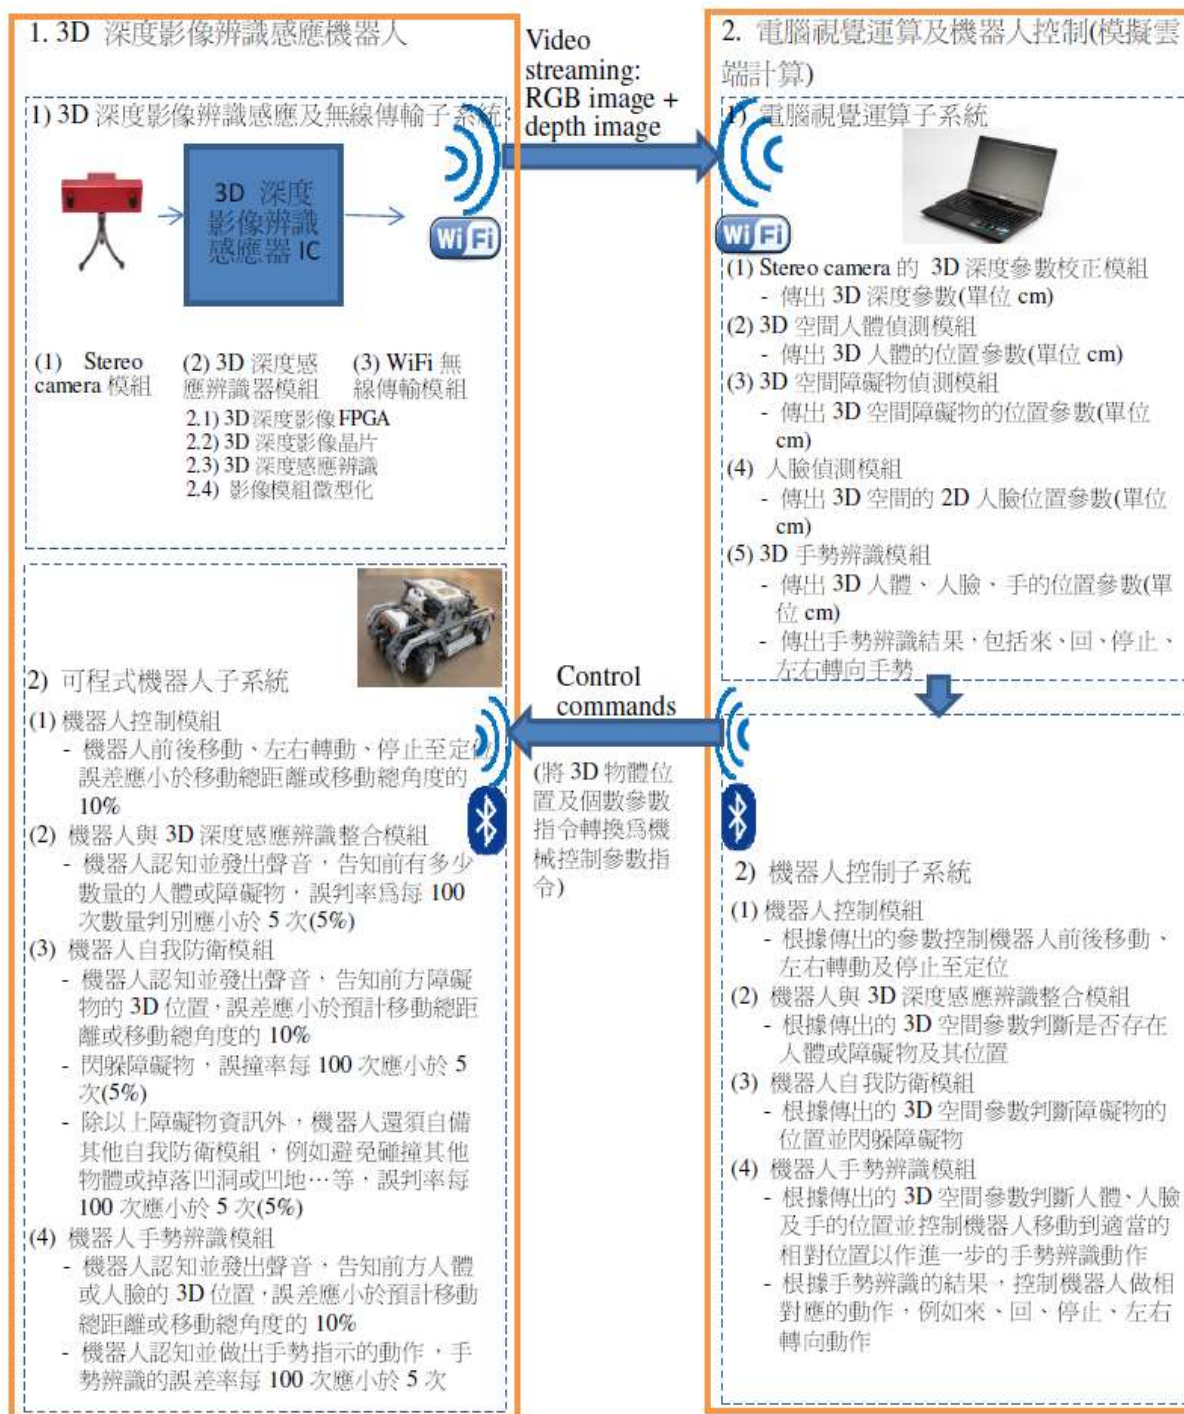 1. 3D 深度影像辨識感應機器人
1) 3D 深度影像辨識感應及無線傳輸子系統:
3D 深度
影像辨識
感應器 IC
WiFi
(1) Stereo
camera 模組
(2) 3D 深度感
應辨識器模組
(3) WiFi 無
線傳輸模組
2.1) 3D 深度影像 FPGA
2.2) 3D 深度影像晶片
2.3) 3D 深度感應辨識
2.4) 影像模組微型化
2) 可程式機器人子系統
(1) 機器人控制模組
- 機器人前後移動、左右轉動、停止至定位
誤差應小於移動總距離或移動總角度的
10%
(2) 機器人與 3D 深度感應辨識整合模組
- 機器人認知並發出聲音，告知前有多少
數量的人體或障礙物，誤判率為每 100
次數量判別應小於 5 次(5%)
(3) 機器人自我防衛模組
- 機器人認知並發出聲音，告知前方障礙
物的 3D 位置，誤差應小於預計移動總距
離或移動總角度的 10%
- 閃躲障礙物，誤撞率每 100 次應小於 5
次(5%)
- 除以上障礙物資訊外，機器人還須自備
其他自我防衛模組，例如避免碰撞其他
物體或掉落凹洞或凹地…等，誤判率每
100 次應小於 5 次(5%)
(4) 機器人手勢辨識模組
- 機器人認知並發出聲音，告知前方人體
或人臉的 3D 位置，誤差應小於預計移動
總距離或移動總角度的 10%
- 機器人認知並做出手勢指示的動作，手
勢辨識的誤差率每 100 次應小於 5 次
Video
streaming:
RGB image +
depth image
Control
commands
(將 3D 物體位
置及個數參數
指令轉換為機
械控制參數指
令)
2. 電腦視覺運算及機器人控制(模擬雲
端計算)
1) 電腦視覺運算子系統
WiFi
(1) Stereo camera 的 3D 深度參數校正模組
- 傳出 3D 深度參數(單位 cm)
(2) 3D 空間人體偵測模組
- 傳出 3D 人體的位置參數(單位 cm)
(3) 3D 空間障礙物偵測模組
- 傳出 3D 空間障礙物的位置參數(單位
cm)
(4) 人臉偵測模組
- 傳出 3D 空間的 2D 人臉位置參數(單位
cm)
(5) 3D 手勢辨識模組
- 傳出 3D 人體、人臉、手的位置參數(單
位 cm)
- 傳出手勢辨識結果，包括來、回、停止、
左右轉向手勢
2) 機器人控制子系統
(1) 機器人控制模組
- 根據傳出的參數控制機器人前後移動、
左右轉動及停止至定位
(2) 機器人與 3D 深度感應辨識整合模組
- 根據傳出的 3D 空間參數判斷是否存在
人體或障礙物及其位置
(3) 機器人自我防衛模組
- 根據傳出的 3D 空間參數判斷障礙物的
位置並閃躲障礙物
(4) 機器人手勢辨識模組
- 根據傳出的 3D 空間參數判斷人體、人臉
及手的位置並控制機器人移動到適當的
相對位置以作進一步的手勢辨識動作
- 根據手勢辨識的結果，控制機器人做相
對應的動作，例如來、回、停止、左右
轉向動作